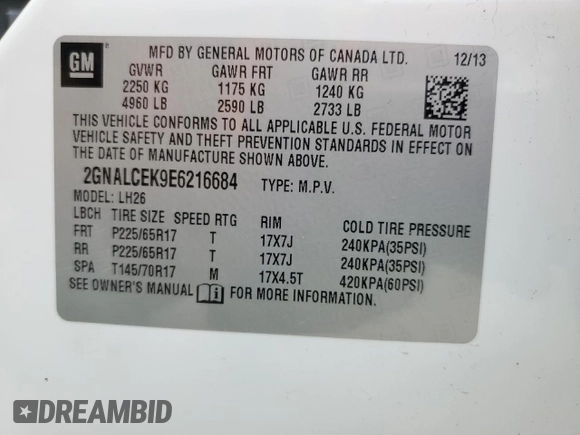 GM
MFD BY GENERAL MOTORS OF CANADA LTD. 12/13
GVWR GAWR FRT GAWR RR
2250 KG 1175 KG 1240 KG
4960 LB 2590 LB 2733 LB
THIS VEHICLE CONFORMS TO ALL APPLICABLE U.S. FEDERAL MOTOR
VEHICLE SAFETY AND THEFT PREVENTION STANDARDS IN EFFECT ON
THE DATE OF MANUFACTURE SHOWN ABOVE.
2GNALCEK9E6216684 TYPE: M.P.V.
MODEL: LH26
LBCH TIRE SIZE SPEED RTG RIM COLD TIRE PRESSURE
FRT P225/65R17 T 17X7J 240KPA(35PSI)
RR P225/65R17 T 17X7J 240KPA(35PSI)
SPA T145/70R17 M 17X4.5T 420KPA(60PSI)
SEE OWNER'S MANUAL i FOR MORE INFORMATION.
DREAMBID